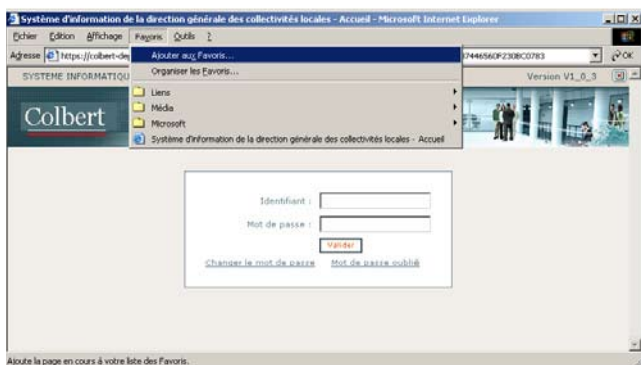 Système d'information de la direction générale des collectivités locales - Accueil - Microsoft Internet Explorer
Fichier Edition Affichage Favoris Outils ?
Adresse https://colbert-de 7446560F230BC0783 OK
Ajouter aux Favoris...
Organiser les Favoris...
Liens
Média
Microsoft
Système d'information de la direction générale des collectivités locales - Accueil
SYSTEME INFORMATIQU Version V1_0_3
Colbert
Identifiant :
Mot de passe :
Valider
Changer le mot de passe Mot de passe oublié
Ajoute la page en cours à votre liste des Favoris.